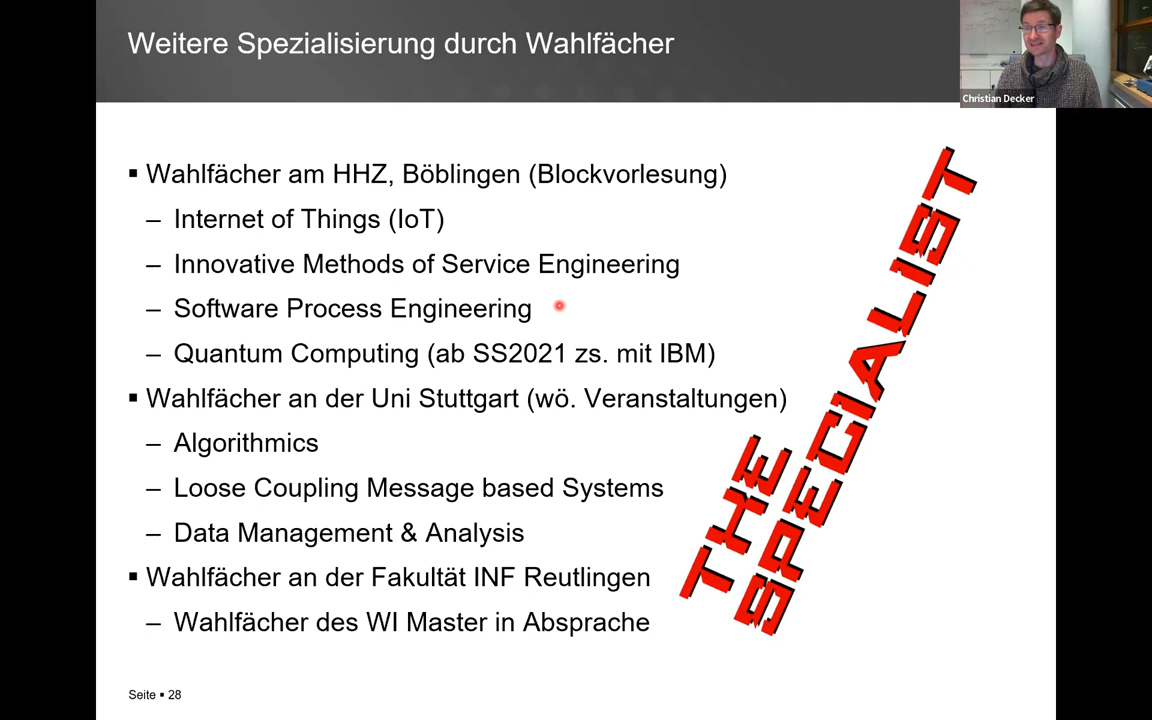 Weitere Spezialisierung durch Wahlfächer
Christian Decker
▪ Wahlfächer am HHZ, Böblingen (Blockvorlesung)
– Internet of Things (IoT)
– Innovative Methods of Service Engineering
– Software Process Engineering
– Quantum Computing (ab SS2021 zs. mit IBM)
▪ Wahlfächer an der Uni Stuttgart (wö. Veranstaltungen)
– Algorithmics
– Loose Coupling Message based Systems
– Data Management & Analysis
▪ Wahlfächer an der Fakultät INF Reutlingen
– Wahlfächer des WI Master in Absprache
THE
SPECIALIST
Seite ▪ 28